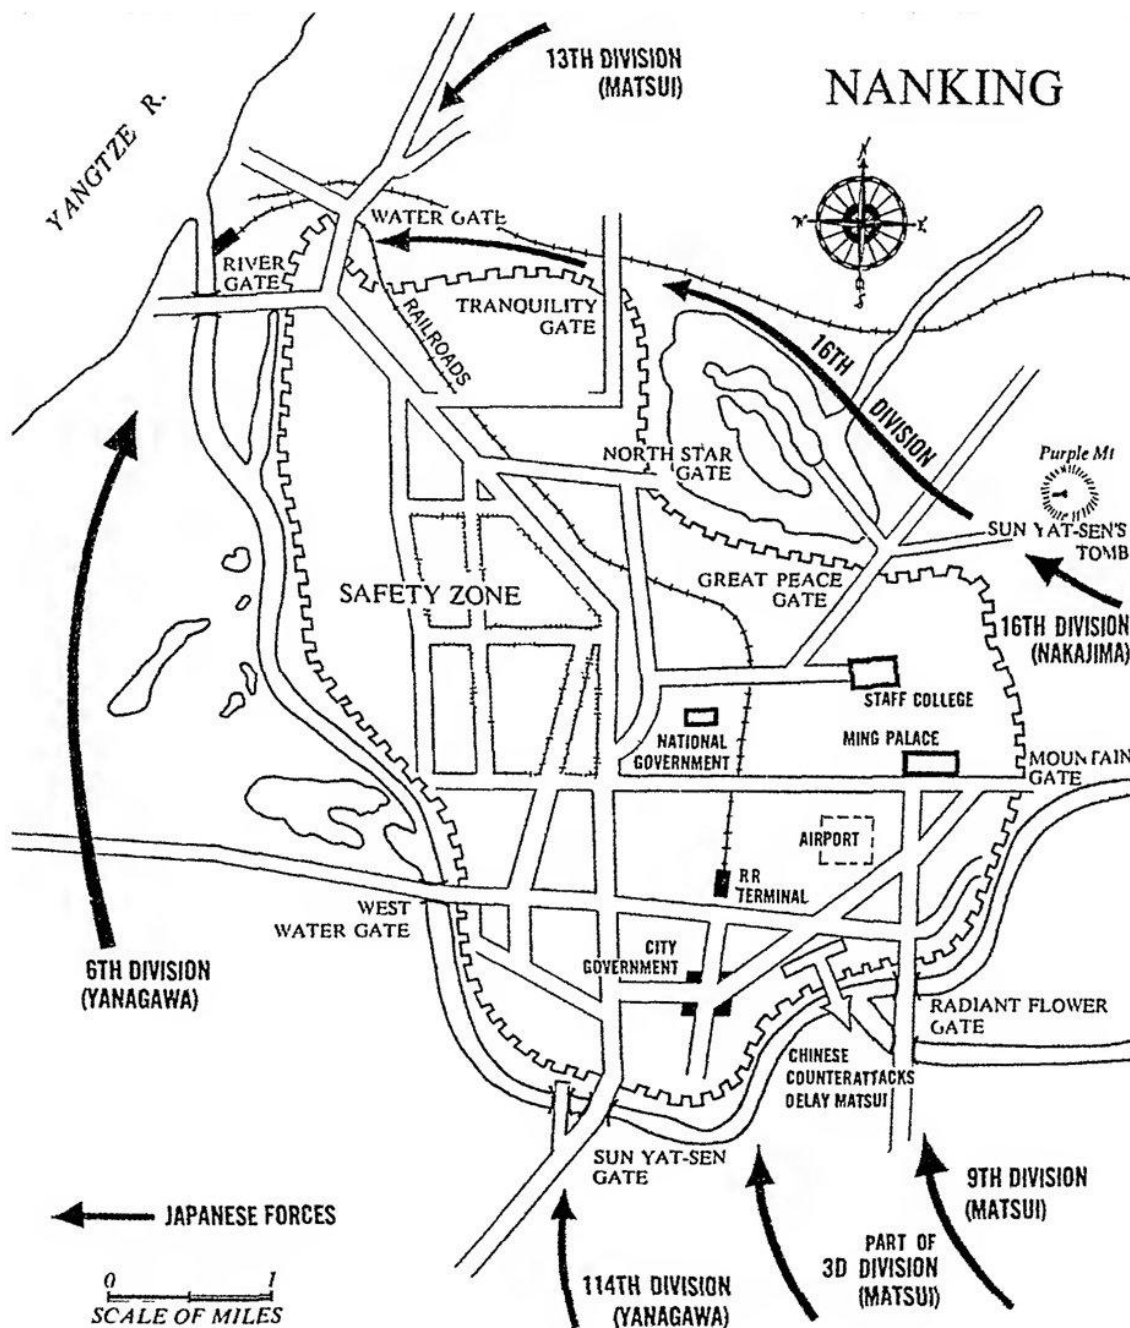 13TH DIVISION
(MATSUI)
NANKING
YANGTZE R.
N
WATER GATE
RIVER
GATE
TRANQUILITY
GATE
RAILROADS
16TH
DIVISION
NORTH STAR
GATE
Purple Mt
SUN YAT-SEN'S
TOMB
GREAT PEACE
GATE
SAFETY ZONE
16TH DIVISION
(NAKAJIMA)
STAFF COLLEGE
NATIONAL
GOVERNMENT
MING PALACE
MOUNTAIN
GATE
AIRPORT
RR
TERMINAL
WEST
WATER GATE
CITY
GOVERNMENT
6TH DIVISION
(YANAGAWA)
RADIANT FLOWER
GATE
CHINESE
COUNTERATTACKS
DELAY MATSUI
SUN YAT-SEN
GATE
9TH DIVISION
(MATSUI)
JAPANESE FORCES
PART OF
3D DIVISION
(MATSUI)
114TH DIVISION
(YANAGAWA)
0 1
SCALE OF MILES